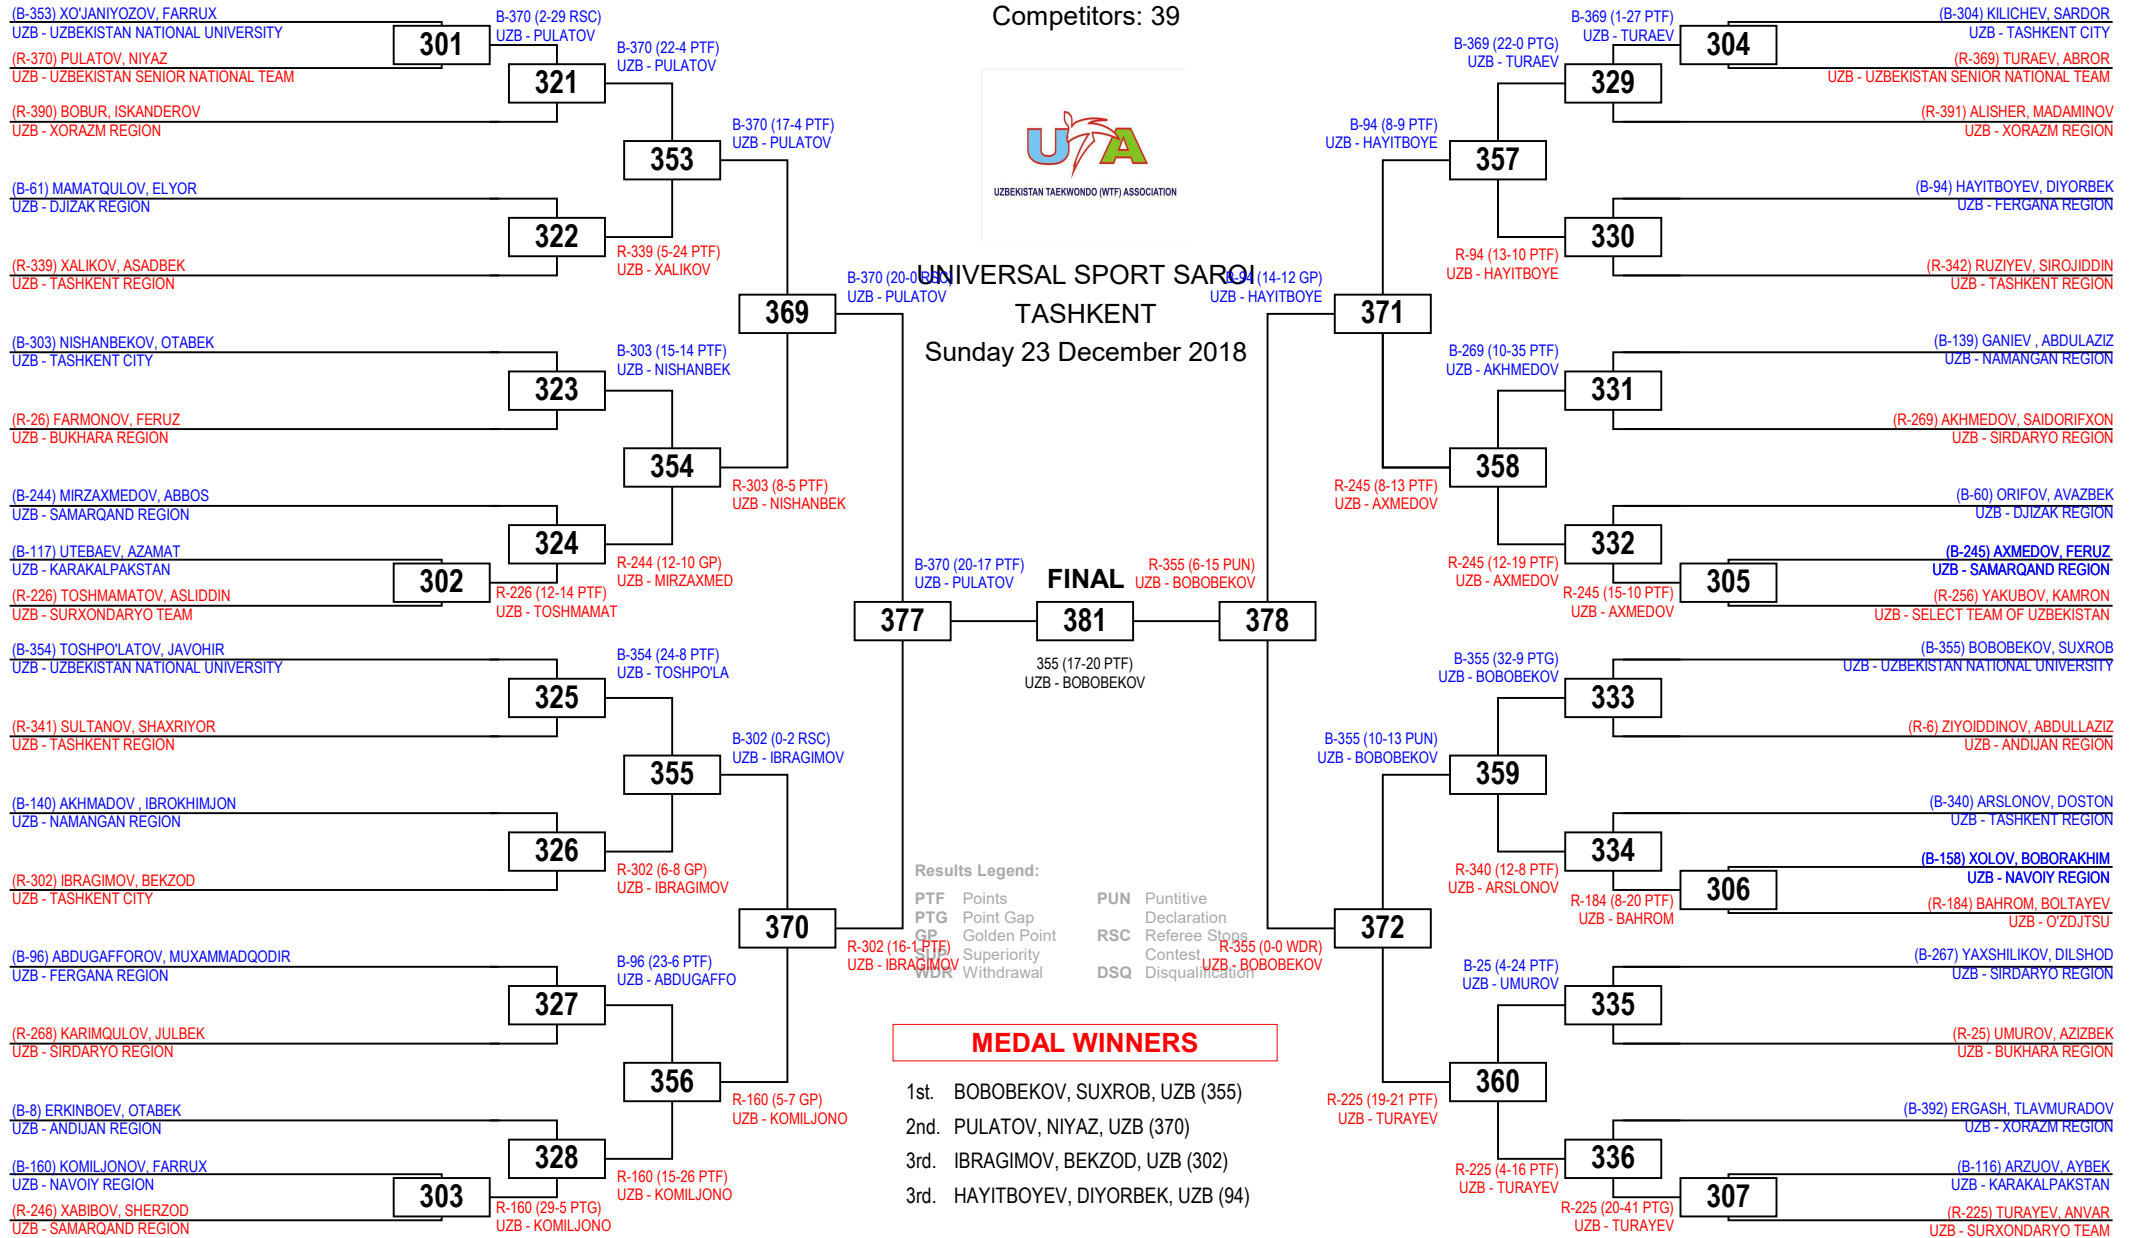 Competitors: 39
UTA
UZBEKISTAN TAEKWONDO (WTF) ASSOCIATION
UNIVERSAL SPORT SAROI
TASHKENT
Sunday 23 December 2018
(B-353) XO'JANIYOZOV, FARRUX
UZB - UZBEKISTAN NATIONAL UNIVERSITY
301
(R-370) PULATOV, NIYAZ
UZB - UZBEKISTAN SENIOR NATIONAL TEAM
B-370 (2-29 RSC)
UZB - PULATOV
321
(R-390) BOBUR, ISKANDEROV
UZB - XORAZM REGION
B-370 (22-4 PTF)
UZB - PULATOV
353
B-370 (17-4 PTF)
UZB - PULATOV
(B-61) MAMATQULOV, ELYOR
UZB - DJIZAK REGION
322
(R-339) XALIKOV, ASADBEK
UZB - TASHKENT REGION
R-339 (5-24 PTF)
UZB - XALIKOV
369
B-370 (20-0 RSC)
UZB - PULATOV
(B-303) NISHANBEKOV, OTABEK
UZB - TASHKENT CITY
323
(R-26) FARMONOV, FERUZ
UZB - BUKHARA REGION
B-303 (15-14 PTF)
UZB - NISHANBEK
354
R-303 (8-5 PTF)
UZB - NISHANBEK
(B-244) MIRZAXMEDOV, ABBOS
UZB - SAMARQAND REGION
324
(B-117) UTEBAEV, AZAMAT
UZB - KARAKALPAKSTAN
302
(R-226) TOSHMAMATOV, ASLIDDIN
UZB - SURXONDARYO TEAM
R-226 (12-14 PTF)
UZB - TOSHMAMAT
R-244 (12-10 GP)
UZB - MIRZAXMED
377
B-370 (20-17 PTF)
UZB - PULATOV
(B-354) TOSHPO'LATOV, JAVOHIR
UZB - UZBEKISTAN NATIONAL UNIVERSITY
325
(R-341) SULTANOV, SHAXRIYOR
UZB - TASHKENT REGION
B-354 (24-8 PTF)
UZB - TOSHPO'LA
355
B-302 (0-2 RSC)
UZB - IBRAGIMOV
(B-140) AKHMADOV , IBROKHIMJON
UZB - NAMANGAN REGION
326
(R-302) IBRAGIMOV, BEKZOD
UZB - TASHKENT CITY
R-302 (6-8 GP)
UZB - IBRAGIMOV
370
R-302 (16-1 PTF)
UZB - IBRAGIMOV
(B-96) ABDUGAFFOROV, MUXAMMADQODIR
UZB - FERGANA REGION
327
(R-268) KARIMQULOV, JULBEK
UZB - SIRDARYO REGION
B-96 (23-6 PTF)
UZB - ABDUGAFFO
356
R-160 (5-7 GP)
UZB - KOMILJONO
(B-8) ERKINBOEV, OTABEK
UZB - ANDIJAN REGION
328
(B-160) KOMILJONOV, FARRUX
UZB - NAVOIY REGION
303
(R-246) XABIBOV, SHERZOD
UZB - SAMARQAND REGION
R-160 (29-5 PTG)
UZB - KOMILJONO
R-160 (15-26 PTF)
UZB - KOMILJONO
FINAL
381
355 (17-20 PTF)
UZB - BOBOBEKOV
R-355 (6-15 PUN)
UZB - BOBOBEKOV
378
B-369 (1-27 PTF)
UZB - TURAEV
304
(B-304) KILICHEV, SARDOR
UZB - TASHKENT CITY
(R-369) TURAEV, ABROR
UZB - UZBEKISTAN SENIOR NATIONAL TEAM
B-369 (22-0 PTG)
UZB - TURAEV
329
(R-391) ALISHER, MADAMINOV
UZB - XORAZM REGION
B-94 (8-9 PTF)
UZB - HAYITBOYE
357
(B-94) HAYITBOYEV, DIYORBEK
UZB - FERGANA REGION
330
R-94 (13-10 PTF)
UZB - HAYITBOYE
(R-342) RUZIYEV, SIROJIDDIN
UZB - TASHKENT REGION
B-94 (14-12 GP)
UZB - HAYITBOYE
371
B-269 (10-35 PTF)
UZB - AKHMEDOV
331
(B-139) GANIEV , ABDULAZIZ
UZB - NAMANGAN REGION
(R-269) AKHMEDOV, SAIDORIFXON
UZB - SIRDARYO REGION
358
R-245 (8-13 PTF)
UZB - AXMEDOV
(B-60) ORIFOV, AVAZBEK
UZB - DJIZAK REGION
332
R-245 (12-19 PTF)
UZB - AXMEDOV
(B-245) AXMEDOV, FERUZ
UZB - SAMARQAND REGION
305
R-245 (15-10 PTF)
UZB - AXMEDOV
(R-256) YAKUBOV, KAMRON
UZB - SELECT TEAM OF UZBEKISTAN
B-355 (32-9 PTG)
UZB - BOBOBEKOV
333
(B-355) BOBOBEKOV, SUXROB
UZB - UZBEKISTAN NATIONAL UNIVERSITY
(R-6) ZIYOIDDINOV, ABDULLAZIZ
UZB - ANDIJAN REGION
B-355 (10-13 PUN)
UZB - BOBOBEKOV
359
(B-340) ARSLONOV, DOSTON
UZB - TASHKENT REGION
334
R-340 (12-8 PTF)
UZB - ARSLONOV
(B-158) XOLOV, BOBORAKHIM
UZB - NAVOIY REGION
306
R-184 (8-20 PTF)
UZB - BAHROM
(R-184) BAHROM, BOLTAYEV
UZB - O'ZDJTSU
372
R-355 (0-0 WDR)
UZB - BOBOBEKOV
B-25 (4-24 PTF)
UZB - UMUROV
335
(B-267) YAXSHILIKOV, DILSHOD
UZB - SIRDARYO REGION
(R-25) UMUROV, AZIZBEK
UZB - BUKHARA REGION
360
R-225 (19-21 PTF)
UZB - TURAYEV
(B-392) ERGASH, TLAVMURADOV
UZB - XORAZM REGION
336
R-225 (4-16 PTF)
UZB - TURAYEV
(B-116) ARZUOV, AYBEK
UZB - KARAKALPAKSTAN
307
R-225 (20-41 PTG)
UZB - TURAYEV
(R-225) TURAYEV, ANVAR
UZB - SURXONDARYO TEAM
Results Legend:
PTF Points
PTG Point Gap
GP Golden Point
SUP Superiority
WDR Withdrawal
PUN Puntitive
Declaration
RSC Referee Stops
Contest
DSQ Disqualification
MEDAL WINNERS
1st. BOBOBEKOV, SUXROB, UZB (355)
2nd. PULATOV, NIYAZ, UZB (370)
3rd. IBRAGIMOV, BEKZOD, UZB (302)
3rd. HAYITBOYEV, DIYORBEK, UZB (94)